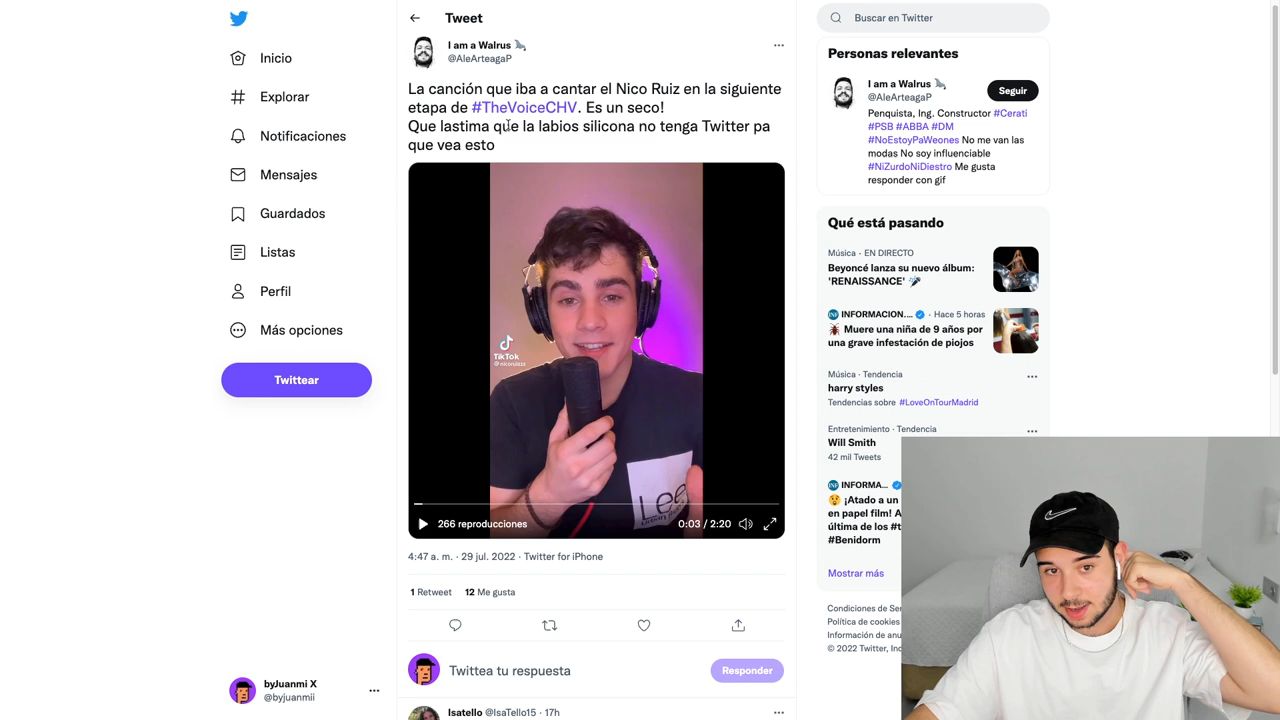 Tweet
Buscar en Twitter
Inicio
Explorar
Notificaciones
Mensajes
Guardados
Listas
Perfil
Más opciones
Twittear
byJuanmi X
@byjuanmii
I am a Walrus
@AleArteagaP
La canción que iba a cantar el Nico Ruiz en la siguiente
etapa de #TheVoiceCHV. Es un seco!
Que lastima que la labios silicona no tenga Twitter pa
que vea esto
TikTok
Lee
266 reproducciones
0:03 / 2:20
4:47 a. m. · 29 jul. 2022 · Twitter for iPhone
1 Retweet 12 Me gusta
Twittea tu respuesta
Responder
Isatello @IsaTello15 · 17h
Personas relevantes
I am a Walrus
@AleArteagaP
Seguir
Penquista, Ing. Constructor #Cerati
#PSB #ABBA #DM
#NoEstoyPaWeones No me van las
modas No soy influenciable
#NiZurdoNiDiestro Me gusta
responder con gif
Qué está pasando
Música · EN DIRECTO
Beyoncé lanza su nuevo álbum:
'RENAISSANCE'
INFORMACION.... · Hace 5 horas
Muere una niña de 9 años por
una grave infestación de piojos
Música · Tendencia
harry styles
Tendencias sobre #LoveOnTourMadrid
Entretenimiento · Tendencia
Will Smith
42 mil Tweets
INFORMA...
¡Atado a un
en papel film! A
última de los #t
#Benidorm
Mostrar más
Condiciones de Ser
Política de cookies
Información de anu
© 2022 Twitter, Inc